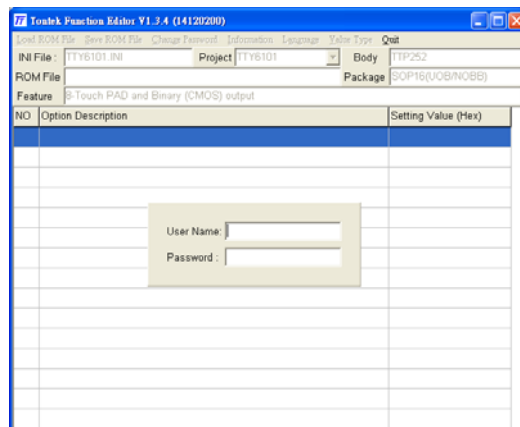 Tontek Function Editor V1.3.4 (14120200)
Load ROM File Save ROM File Change Password Information Language Value Type Quit
INI File : TTY6101.INI Project TTY6101 Body TTP252
ROM File Package SOP16(UOB/NOBB)
Feature 8-Touch PAD and Binary (CMOS) output
NO Option Description Setting Value (Hex)
User Name:
Password :